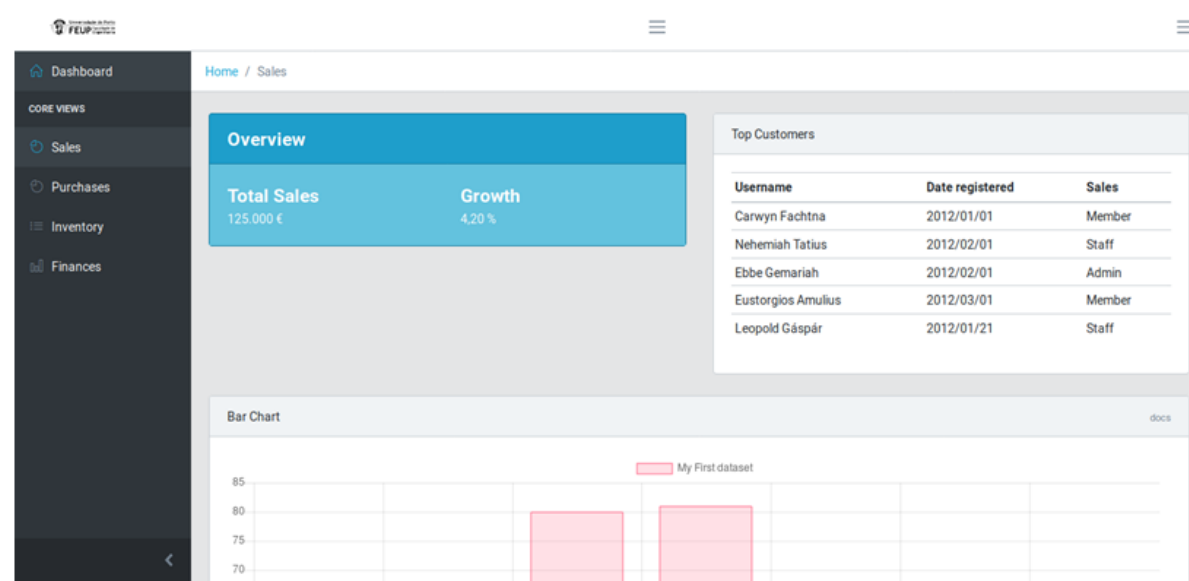 FEUP
Dashboard
Home / Sales
CORE VIEWS
Sales
Purchases
Inventory
Finances
Overview
Total Sales Growth
125.000 € 4,20 %
Top Customers
Username Date registered Sales
Carwyn Fachtna 2012/01/01 Member
Nehemiah Tatius 2012/02/01 Staff
Ebbe Gemariah 2012/02/01 Admin
Eustorgios Amulius 2012/03/01 Member
Leopold Gáspár 2012/01/21 Staff
Bar Chart docs
My First dataset
85
80
75
70